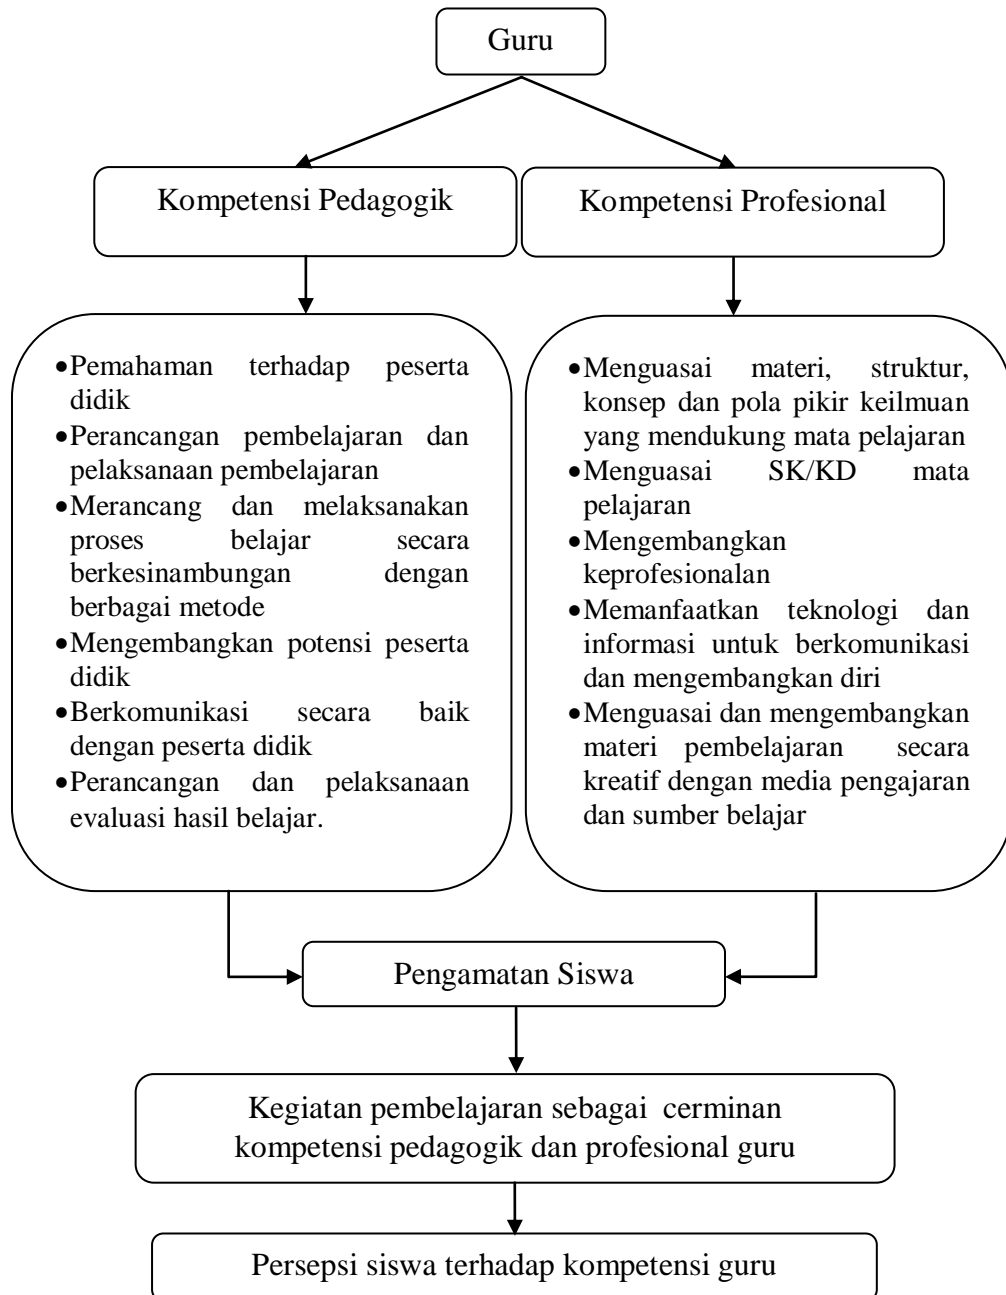 Guru
Kompetensi Pedagogik
Kompetensi Profesional
•Pemahaman terhadap peserta
didik
•Perancangan pembelajaran dan
pelaksanaan pembelajaran
•Merancang dan melaksanakan
proses belajar secara
berkesinambungan dengan
berbagai metode
•Mengembangkan potensi peserta
didik
•Berkomunikasi secara baik
dengan peserta didik
•Perancangan dan pelaksanaan
evaluasi hasil belajar.
•Menguasai materi, struktur,
konsep dan pola pikir keilmuan
yang mendukung mata pelajaran
•Menguasai SK/KD mata
pelajaran
•Mengembangkan
keprofesionalan
•Memanfaatkan teknologi dan
informasi untuk berkomunikasi
dan mengembangkan diri
•Menguasai dan mengembangkan
materi pembelajaran secara
kreatif dengan media pengajaran
dan sumber belajar
Pengamatan Siswa
Kegiatan pembelajaran sebagai cerminan
kompetensi pedagogik dan profesional guru
Persepsi siswa terhadap kompetensi guru